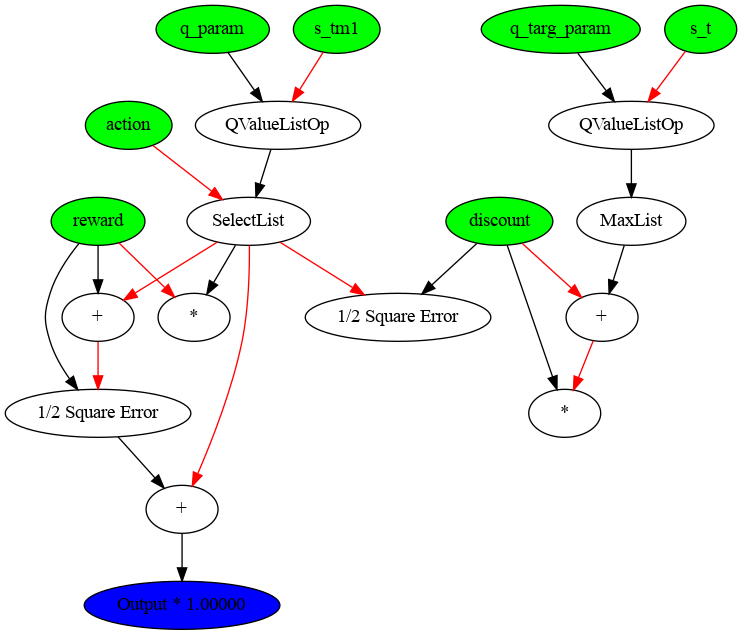 q_param
s_tm1
q_targ_param
s_t
action
QValueListOp
QValueListOp
reward
SelectList
discount
MaxList
+
*
1/2 Square Error
+
1/2 Square Error
*
+
Output * 1.00000